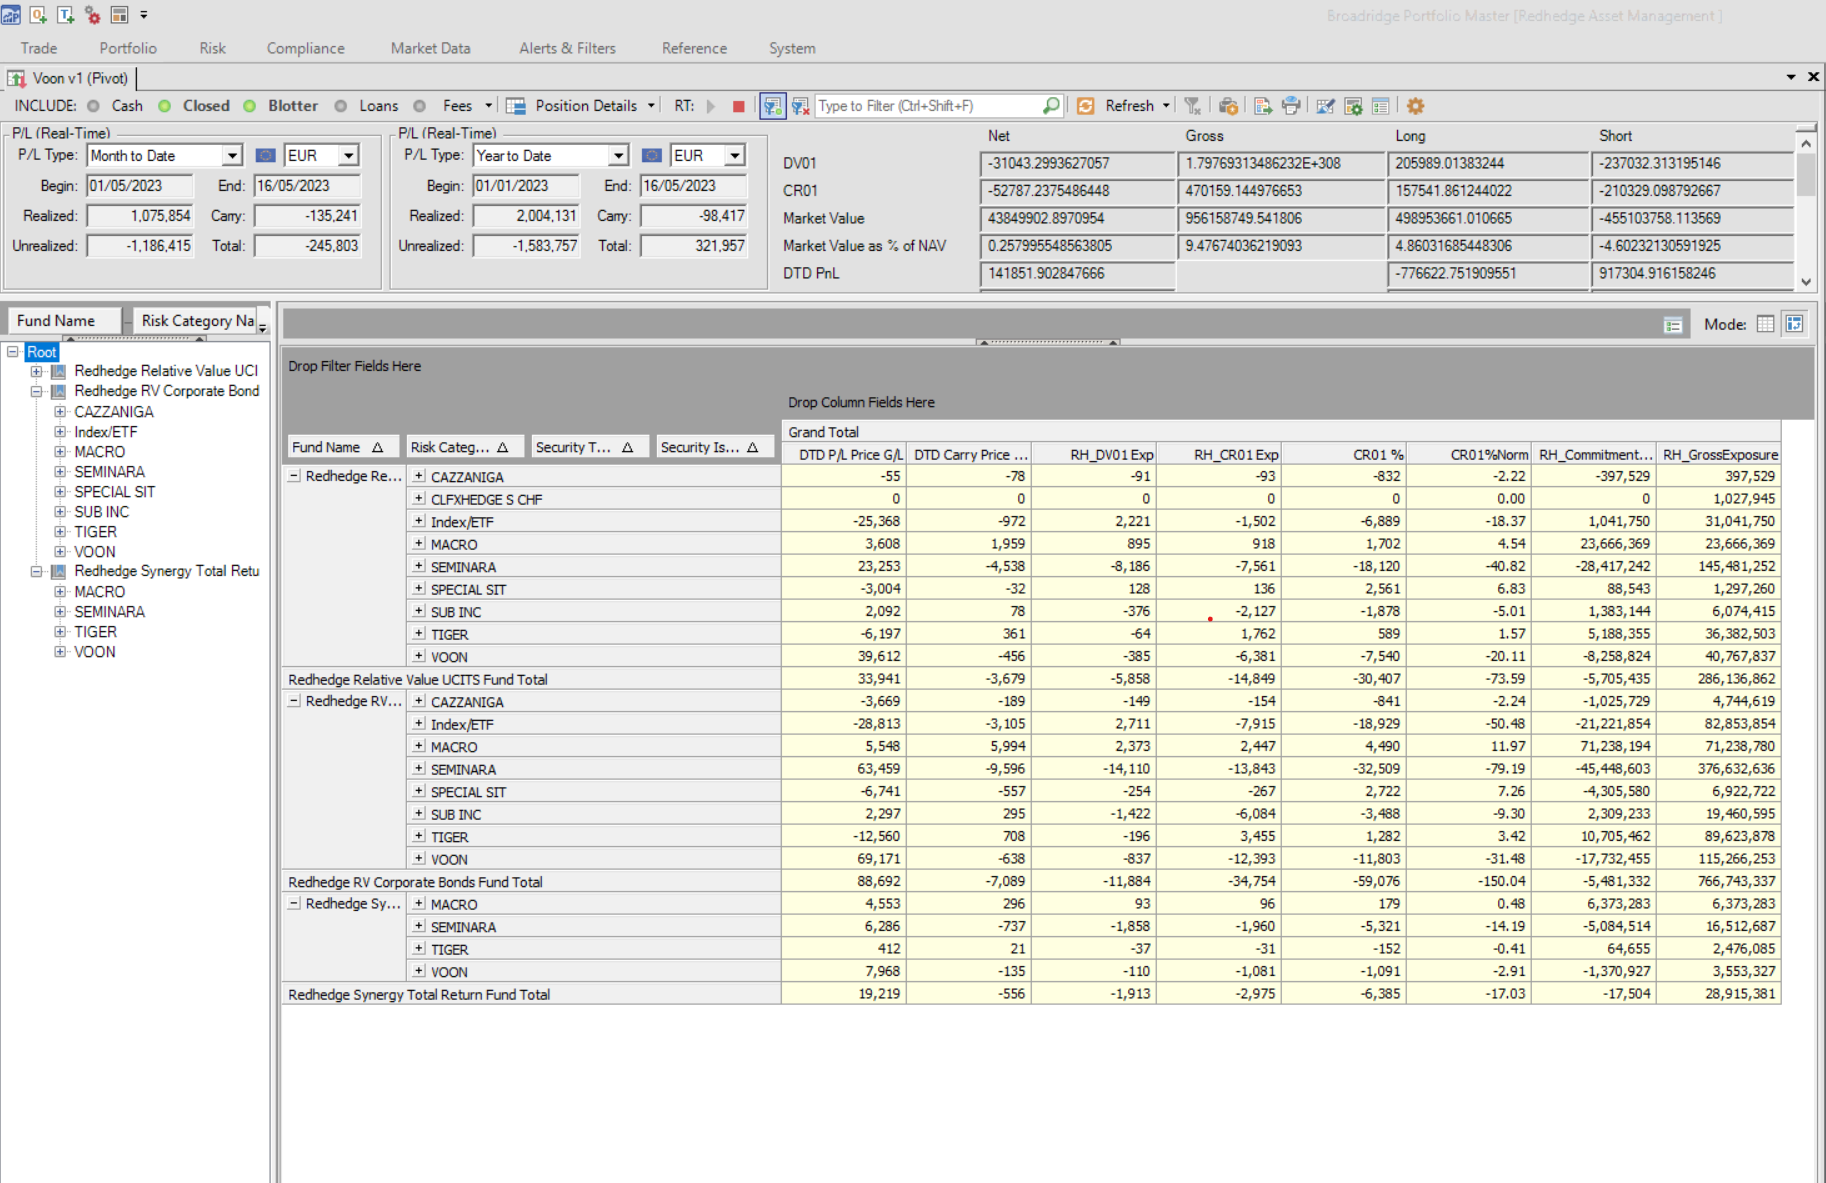 Broadridge Portfolio Master [Redhedge Asset Management ]
Trade Portfolio Risk Compliance Market Data Alerts & Filters Reference System
Voon v1 (Pivot)
INCLUDE: Cash Closed Blotter Loans Fees Position Details RT: Type to Filter (Ctrl+Shift+F) Refresh
P/L (Real-Time)
P/L Type: Month to Date EUR
Begin: 01/05/2023 End: 16/05/2023
Realized: 1,075,854 Carry: -135,241
Unrealized: -1,186,415 Total: -245,803
P/L (Real-Time)
P/L Type: Year to Date EUR
Begin: 01/01/2023 End: 16/05/2023
Realized: 2,004,131 Carry: -98,417
Unrealized: -1,583,757 Total: 321,957
Net Gross Long Short
DV01 -31043.2993627057 1.79769313486232E+308 205989.01383244 -237032.313195146
CR01 -52787.2375486448 470159.144976653 157541.861244022 -210329.098792667
Market Value 43849902.8970954 956158749.541806 498953661.010665 -455103758.113569
Market Value as % of NAV 0.257995548563805 9.47674036219093 4.86031685448306 -4.60232130591925
DTD PnL 141851.902847666 -776622.751909551 917304.916158246
Fund Name Risk Category Na
Root
Redhedge Relative Value UCI
Redhedge RV Corporate Bond
CAZZANIGA
Index/ETF
MACRO
SEMINARA
SPECIAL SIT
SUB INC
TIGER
VOON
Redhedge Synergy Total Retu
MACRO
SEMINARA
TIGER
VOON
Mode:
Drop Filter Fields Here
Drop Column Fields Here
Grand Total
Fund Name Risk Categ... Security T... Security Is... DTD P/L Price G/L DTD Carry Price ... RH_DV01 Exp RH_CR01 Exp CR01 % CR01%Norm RH_Commitment... RH_GrossExposure
Redhedge Re... CAZZANIGA -55 -78 -91 -93 -832 -2.22 -397,529 397,529
CLFXHEDGE S CHF 0 0 0 0 0 0.00 0 1,027,945
Index/ETF -25,368 -972 2,221 -1,502 -6,889 -18.37 1,041,750 31,041,750
MACRO 3,608 1,959 895 918 1,702 4.54 23,666,369 23,666,369
SEMINARA 23,253 -4,538 -8,186 -7,561 -18,120 -40.82 -28,417,242 145,481,252
SPECIAL SIT -3,004 -32 128 136 2,561 6.83 88,543 1,297,260
SUB INC 2,092 78 -376 -2,127 -1,878 -5.01 1,383,144 6,074,415
TIGER -6,197 361 -64 1,762 589 1.57 5,188,355 36,382,503
VOON 39,612 -456 -385 -6,381 -7,540 -20.11 -8,258,824 40,767,837
Redhedge Relative Value UCITS Fund Total 33,941 -3,679 -5,858 -14,849 -30,407 -73.59 -5,705,435 286,136,862
Redhedge RV... CAZZANIGA -3,669 -189 -149 -154 -841 -2.24 -1,025,729 4,744,619
Index/ETF -28,813 -3,105 2,711 -7,915 -18,929 -50.48 -21,221,854 82,853,854
MACRO 5,548 5,994 2,373 2,447 4,490 11.97 71,238,194 71,238,780
SEMINARA 63,459 -9,596 -14,110 -13,843 -32,509 -79.19 -45,448,603 376,632,636
SPECIAL SIT -6,741 -557 -254 -267 2,722 7.26 -4,305,580 6,922,722
SUB INC 2,297 295 -1,422 -6,084 -3,488 -9.30 2,309,233 19,460,595
TIGER -12,560 708 -196 3,455 1,282 3.42 10,705,462 89,623,878
VOON 69,171 -638 -837 -12,393 -11,803 -31.48 -17,732,455 115,266,253
Redhedge RV Corporate Bonds Fund Total 88,692 -7,089 -11,884 -34,754 -59,076 -150.04 -5,481,332 766,743,337
Redhedge Sy... MACRO 4,553 296 93 96 179 0.48 6,373,283 6,373,283
SEMINARA 6,286 -737 -1,858 -1,960 -5,321 -14.19 -5,084,514 16,512,687
TIGER 412 21 -37 -31 -152 -0.41 64,655 2,476,085
VOON 7,968 -135 -110 -1,081 -1,091 -2.91 -1,370,927 3,553,327
Redhedge Synergy Total Return Fund Total 19,219 -556 -1,913 -2,975 -6,385 -17.03 -17,504 28,915,381